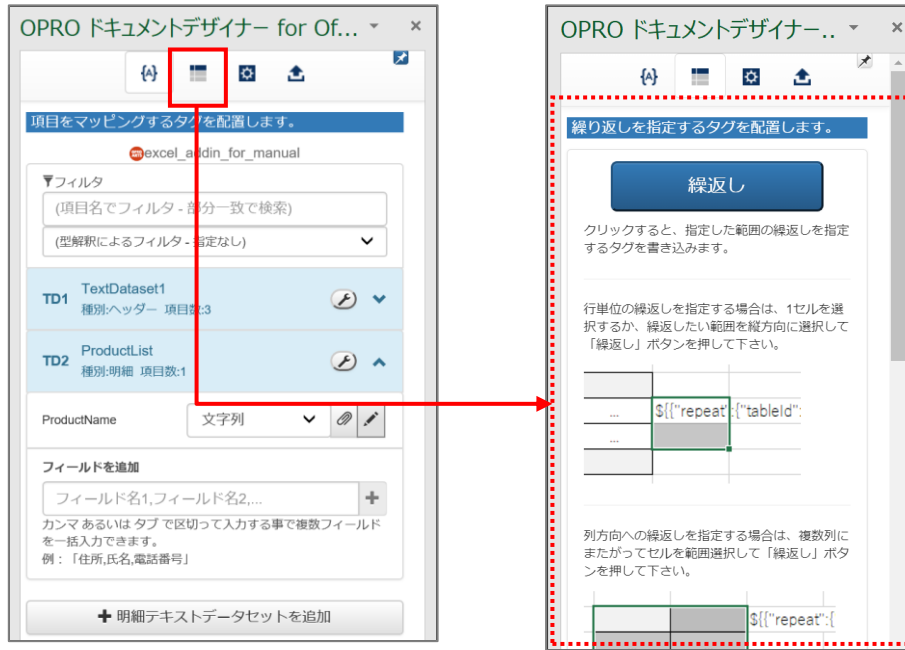 OPRO ドキュメントデザイナー for Of...
{A}
項目をマッピングするタグを配置します。
excel_addin_for_manual
フィルタ
(項目名でフィルタ - 部分一致で検索)
(型解釈によるフィルタ - 指定なし)
TD1 TextDataset1
種別:ヘッダー 項目数:3
TD2 ProductList
種別:明細 項目数:1
ProductName 文字列
フィールドを追加
フィールド名1,フィールド名2,...
カンマ あるいは タブ で区切って入力する事で複数フィールド
を一括入力できます。
例：「住所,氏名,電話番号」
明細テキストデータセットを追加
OPRO ドキュメントデザイナー..
{A}
繰り返しを指定するタグを配置します。
繰返し
クリックすると、指定した範囲の繰返しを指定
するタグを書き込みます。
行単位の繰返しを指定する場合は、1セルを選
択するか、繰返したい範囲を縦方向に選択して
「繰返し」ボタンを押して下さい。
... ${{"repeat":{"tableId":
...
列方向への繰返しを指定する場合は、複数列に
またがってセルを範囲選択して「繰返し」ボタ
ンを押して下さい。
${{"repeat":{